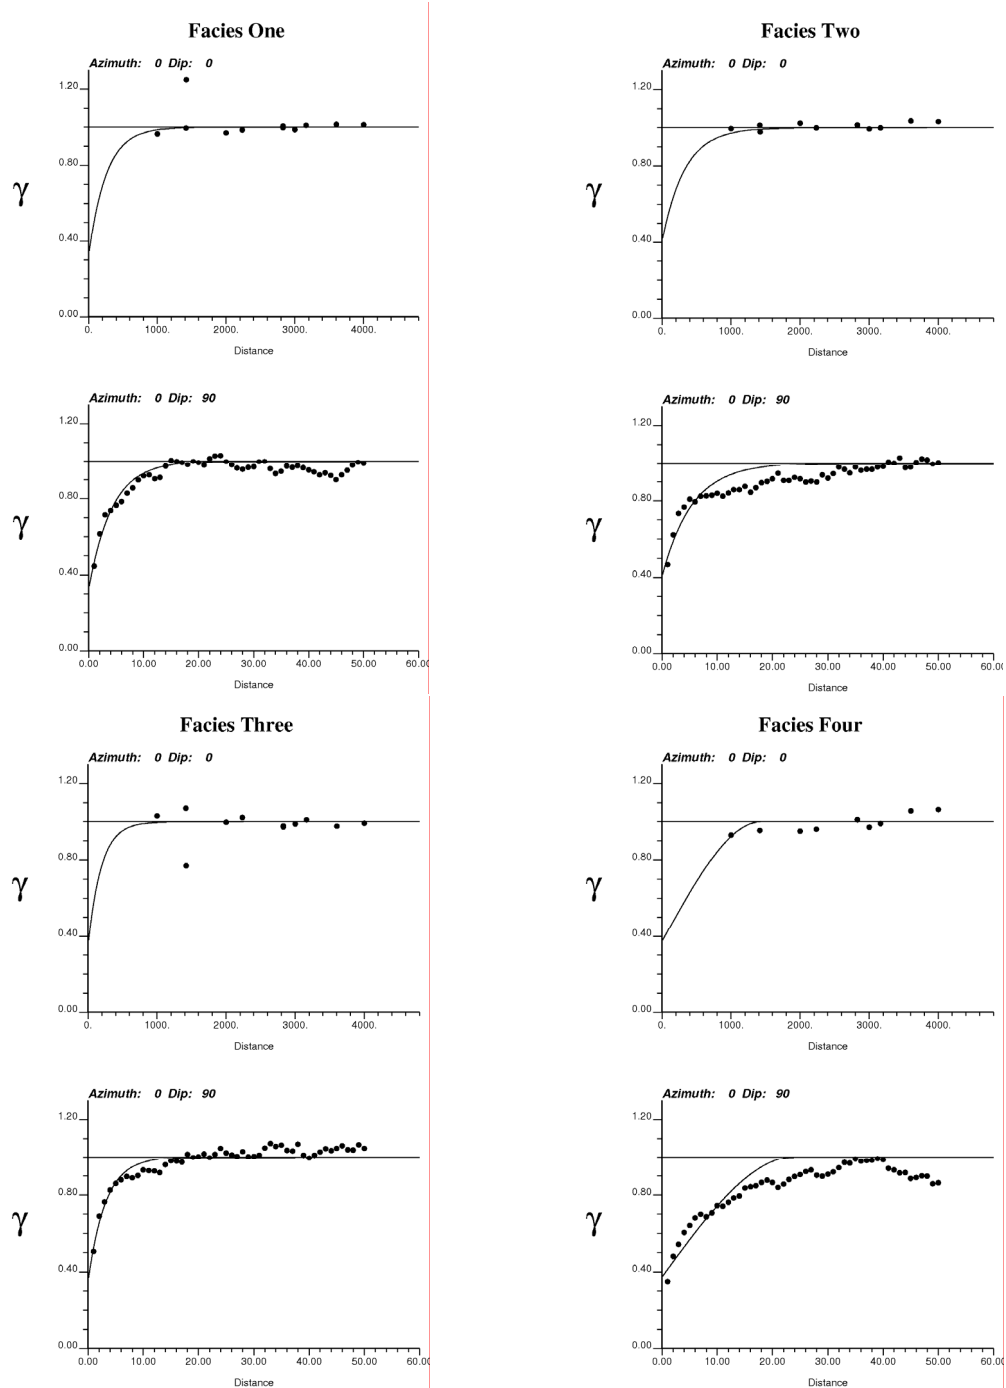 Facies One
Azimuth: 0 Dip: 0
1.20
0.80
γ
0.40
0.00
0. 1000. 2000. 3000. 4000.
Distance
Azimuth: 0 Dip: 90
1.20
0.80
γ
0.40
0.00
0.00 10.00 20.00 30.00 40.00 50.00 60.00
Distance
Facies Two
Azimuth: 0 Dip: 0
1.20
0.80
γ
0.40
0.00
0. 1000. 2000. 3000. 4000.
Distance
Azimuth: 0 Dip: 90
1.20
0.80
γ
0.40
0.00
0.00 10.00 20.00 30.00 40.00 50.00 60.00
Distance
Facies Three
Azimuth: 0 Dip: 0
1.20
0.80
γ
0.40
0.00
0. 1000. 2000. 3000. 4000.
Distance
Azimuth: 0 Dip: 90
1.20
0.80
γ
0.40
0.00
0.00 10.00 20.00 30.00 40.00 50.00 60.00
Distance
Facies Four
Azimuth: 0 Dip: 0
1.20
0.80
γ
0.40
0.00
0. 1000. 2000. 3000. 4000.
Distance
Azimuth: 0 Dip: 90
1.20
0.80
γ
0.40
0.00
0.00 10.00 20.00 30.00 40.00 50.00 60.00
Distance